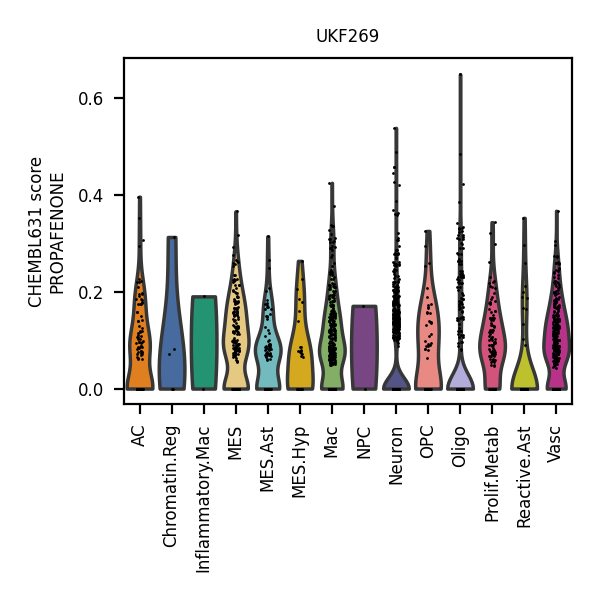 UKF269
CHEMBL631 score
PROPAFENONE
0.6
0.4
0.2
0.0
AC
Chromatin.Reg
Inflammatory.Mac
MES
MES.Ast
MES.Hyp
Mac
NPC
Neuron
OPC
Oligo
Prolif.Metab
Reactive.Ast
Vasc